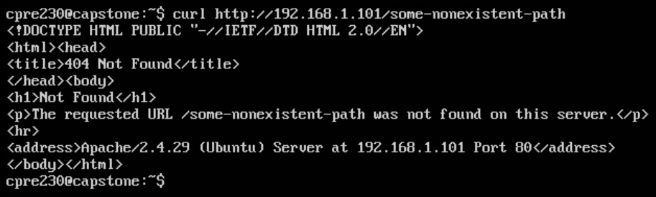 cpre230@capstone:~$ curl http://192.168.1.101/some-nonexistent-path
<!DOCTYPE HTML PUBLIC "-//IETF//DTD HTML 2.0//EN">
<html><head>
<title>404 Not Found</title>
</head><body>
<h1>Not Found</h1>
<p>The requested URL /some-nonexistent-path was not found on this server.</p>
<hr>
<address>Apache/2.4.29 (Ubuntu) Server at 192.168.1.101 Port 80</address>
</body></html>
cpre230@capstone:~$